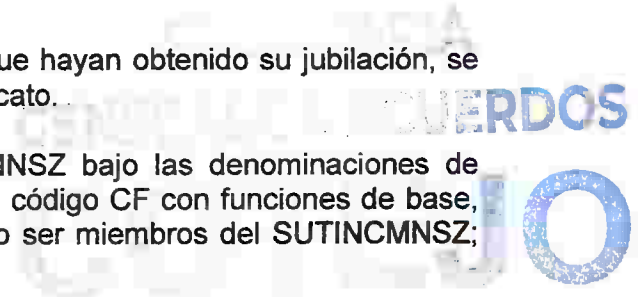 ue hayan obtenido su jubilación, se
cato.
ERDOS
INSZ bajo las denominaciones de
código CF con funciones de base,
o ser miembros del SUTINCMNSZ;
O